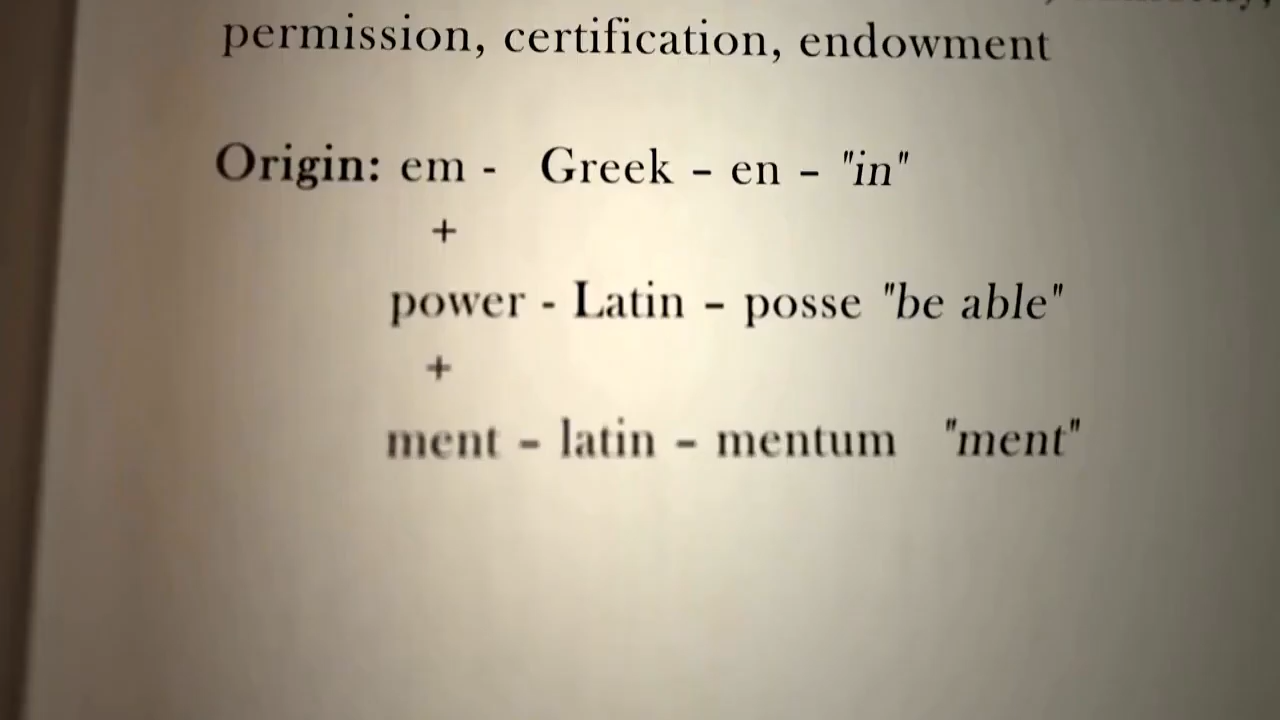 permission, certification, endowment
Origin: em - Greek – en – "in"
+
power - Latin – posse "be able"
+
ment – latin – mentum "ment"